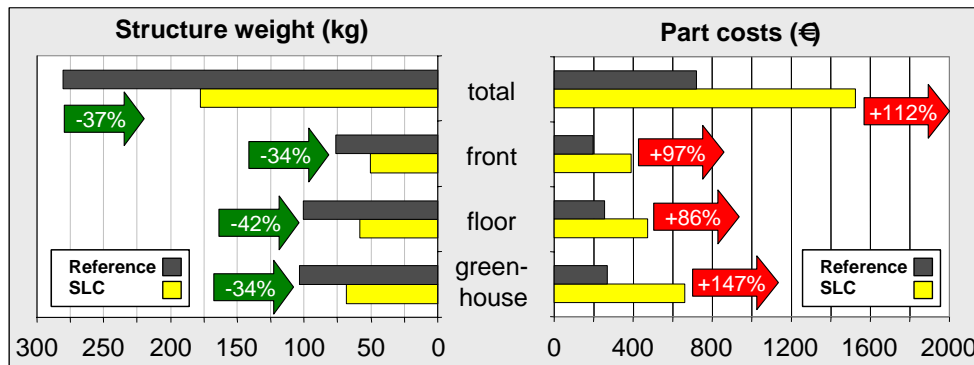 Structure weight (kg)
Part costs (€)
total
-37%
+112%
front
-34%
+97%
floor
-42%
+86%
green-
house
-34%
+147%
Reference
SLC
Reference
SLC
300 250 200 150 100 50 0
0 400 800 1200 1600 2000